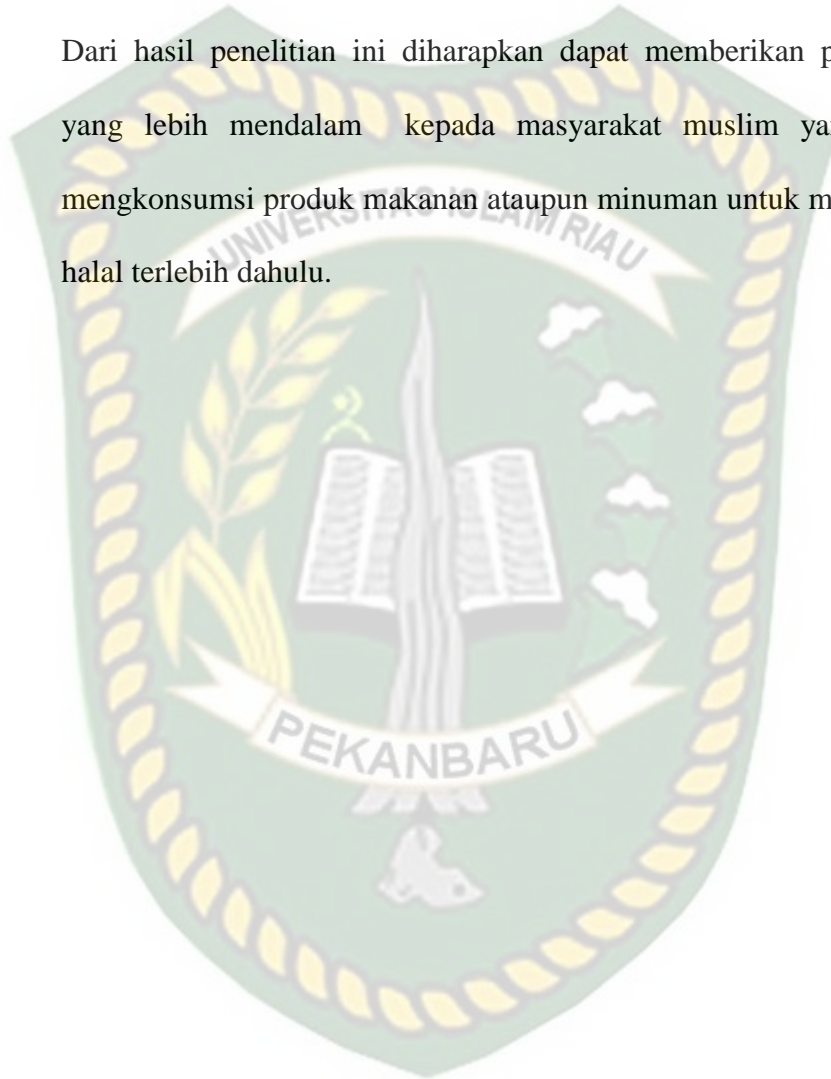 Dari hasil penelitian ini diharapkan dapat memberikan p
yang lebih mendalam kepada masyarakat muslim ya
mengkonsumsi produk makanan ataupun minuman untuk m
halal terlebih dahulu.
UNIVERSITAS ISLAM RIAU
PEKANBARU